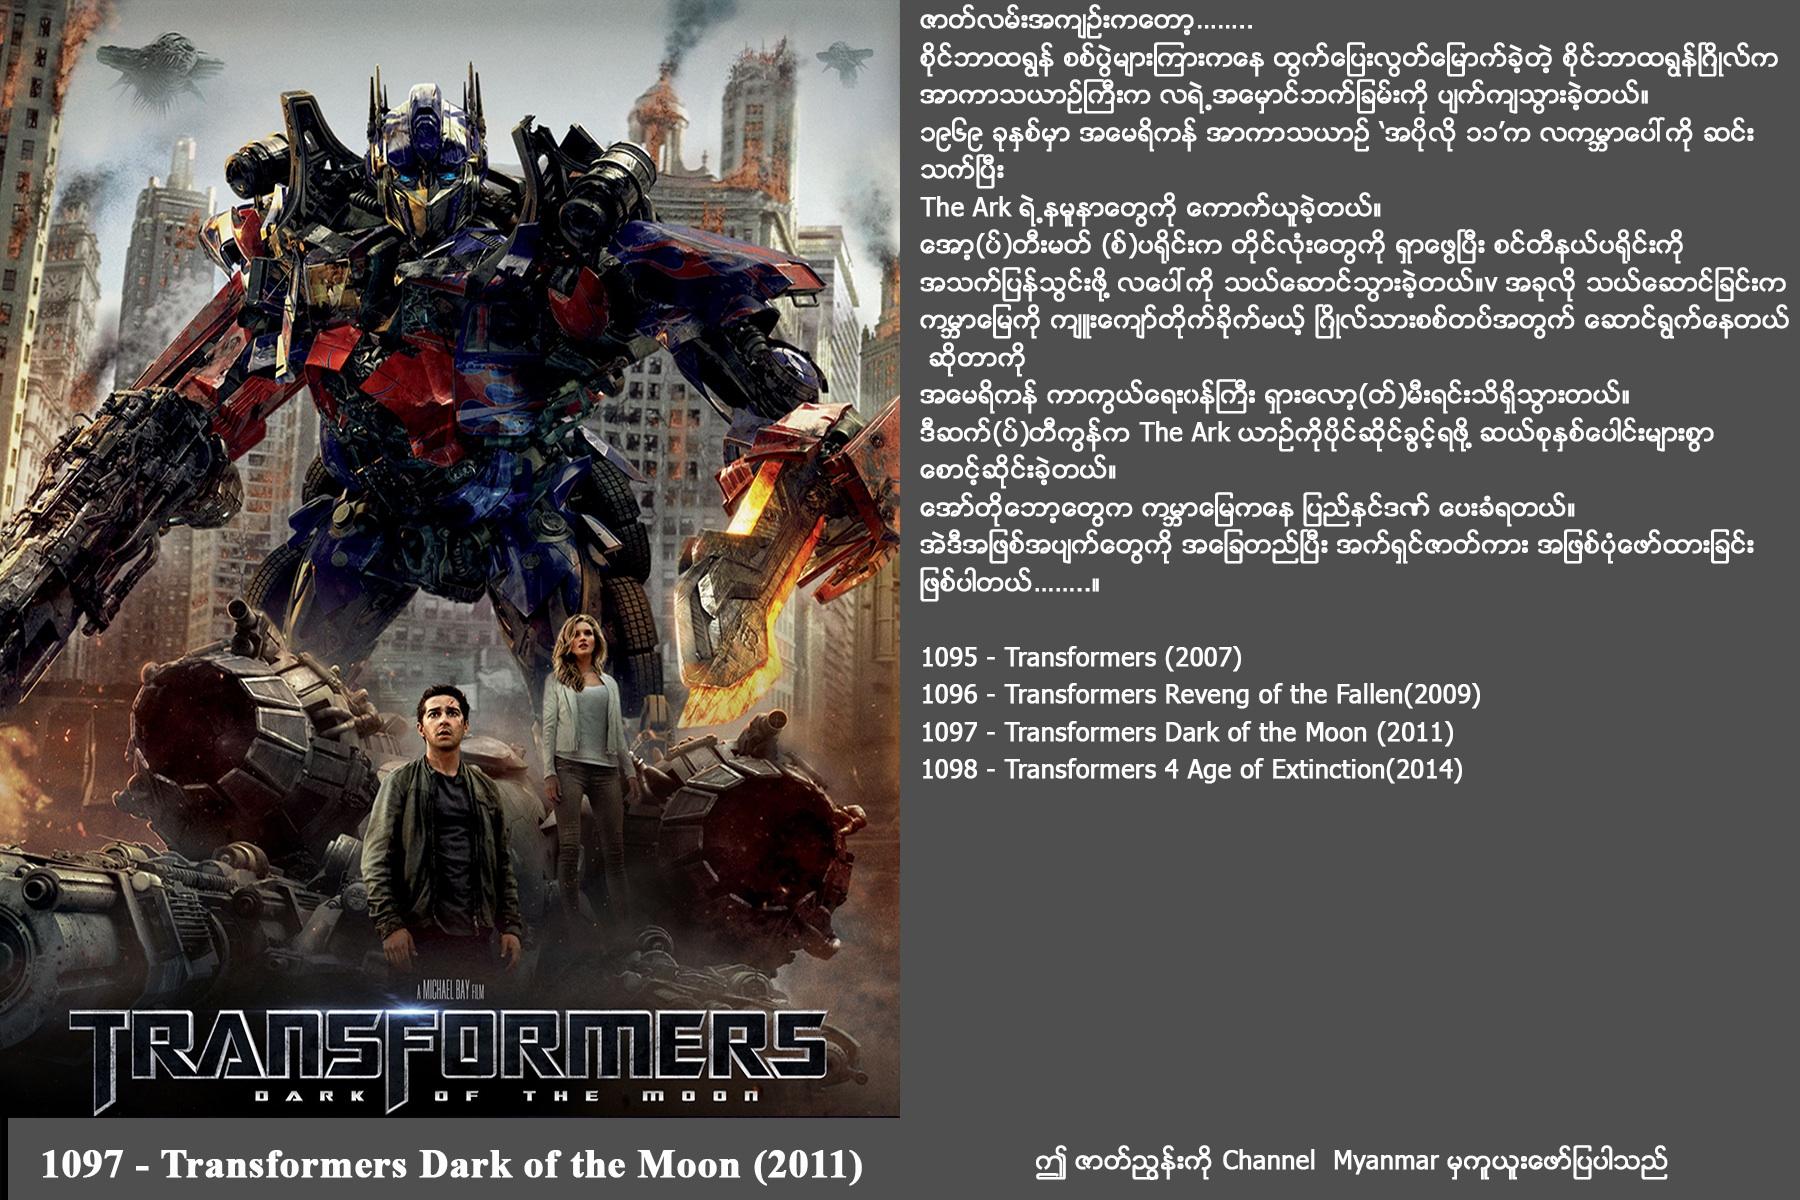 A MICHAEL BAY FILM
TRANSFORMERS
DARK OF THE MOON
1097 - Transformers Dark of the Moon (2011)
ဇာတ်လမ်းအကျဉ်းကတော့........
စိုင်ဘာထရွန် စစ်ပွဲများကြားကနေ ထွက်ပြေးလွတ်မြောက်ခဲ့တဲ့ စိုင်ဘာထရွန်ဂြိုလ်က
အာကာသယာဉ်ကြီးက လရဲ့အမှောင်ဘက်ခြမ်းကို ပျက်ကျသွားခဲ့တယ်။
၁၉၆၉ ခုနှစ်မှာ အမေရိကန် အာကာသယာဉ် ‘အပိုလို ၁၁’က လကမ္ဘာပေါ်ကို ဆင်း
သက်ပြီး
The Ark ရဲ့နမူနာတွေကို ကောက်ယူခဲ့တယ်။
အော့(ပ်)တီးမတ် (စ်)ပရိုင်းက တိုင်လုံးတွေကို ရှာဖွေပြီး စင်တီနယ်ပရိုင်းကို
အသက်ပြန်သွင်းဖို့ လပေါ်ကို သယ်ဆောင်သွားခဲ့တယ်။v အခုလို သယ်ဆောင်ခြင်းက
ကမ္ဘာမြေကို ကျူးကျော်တိုက်ခိုက်မယ့် ဂြိုလ်သားစစ်တပ်အတွက် ဆောင်ရွက်နေတယ်
ဆိုတာကို
အမေရိကန် ကာကွယ်ရေးဝန်ကြီး ရှားလော့(တ်)မီးရင်းသိရှိသွားတယ်။
ဒီဆက်(ပ်)တီကွန်က The Ark ယာဉ်ကိုပိုင်ဆိုင်ခွင့်ရဖို့ ဆယ်စုနှစ်ပေါင်းများစွာ
စောင့်ဆိုင်းခဲ့တယ်။
အော်တိုဘော့တွေက ကမ္ဘာမြေကနေ ပြည်နှင်ဒဏ် ပေးခံရတယ်။
အဲဒီအဖြစ်အပျက်တွေကို အခြေတည်ပြီး အက်ရှင်ဇာတ်ကား အဖြစ်ပုံဖော်ထားခြင်း
ဖြစ်ပါတယ်........။
1095 - Transformers (2007)
1096 - Transformers Reveng of the Fallen(2009)
1097 - Transformers Dark of the Moon (2011)
1098 - Transformers 4 Age of Extinction(2014)
ဤ ဇာတ်ညွှန်းကို Channel Myanmar မှကူယူးဖော်ပြပါသည်